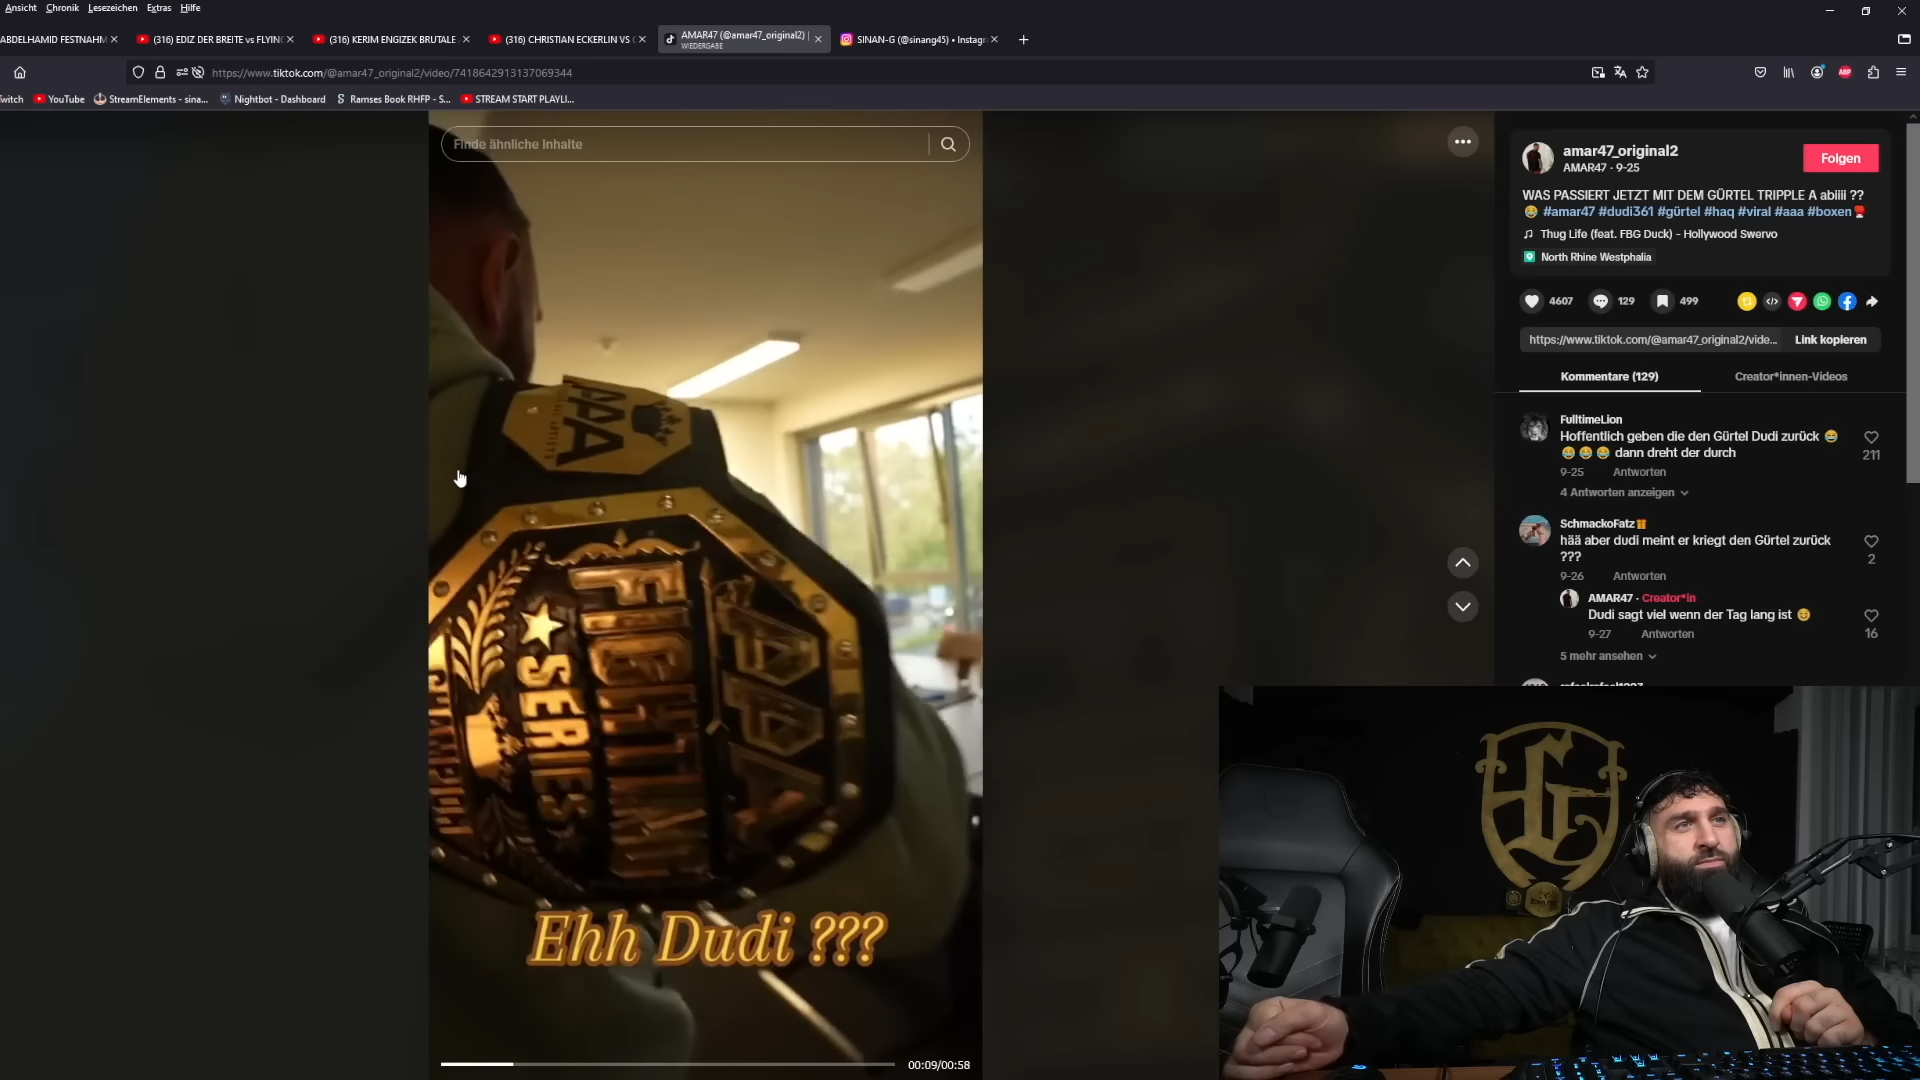 Ansicht Chronik Lesezeichen Extras Hilfe
ABDELHAMID FESTNAHM
(316) EDIZ DER BREITE vs FLYIN
(316) KERIM ENGIZEK BRUTALE
(316) CHRISTIAN ECKERLIN VS
AMAR47 (@amar47_original2) |
WIEDERGABE
SINAN-G (@sinang45) • Instagr
https://www.tiktok.com/@amar47_original2/video/7418642913137069344
ABP
witch
YouTube
StreamElements - sina...
Nightbot - Dashboard
Ramses Book RHFP - S...
STREAM START PLAYLI...
Finde ähnliche Inhalte
amar47_original2
AMAR47 · 9-25
Folgen
WAS PASSIERT JETZT MIT DEM GÜRTEL TRIPPLE A abiiii ??
😂 #amar47 #dudi361 #gürtel #haq #viral #aaa #boxen🥊
Thug Life (feat. FBG Duck) - Hollywood Swervo
North Rhine Westphalia
4607
129
499
https://www.tiktok.com/@amar47_original2/vide...
Link kopieren
Kommentare (129)
Creator*innen-Videos
FulltimeLion
Hoffentlich geben die den Gürtel Dudi zurück 😂
😂😂😂 dann dreht der durch
211
9-25 Antworten
4 Antworten anzeigen
SchmackoFatz🎁
hää aber dudi meint er kriegt den Gürtel zurück
???
2
9-26 Antworten
AMAR47 · Creator*in
Dudi sagt viel wenn der Tag lang ist ☺️
16
9-27 Antworten
5 mehr ansehen
AAA
FIGHTING
SERIES
Ehh Dudi ???
00:09/00:58